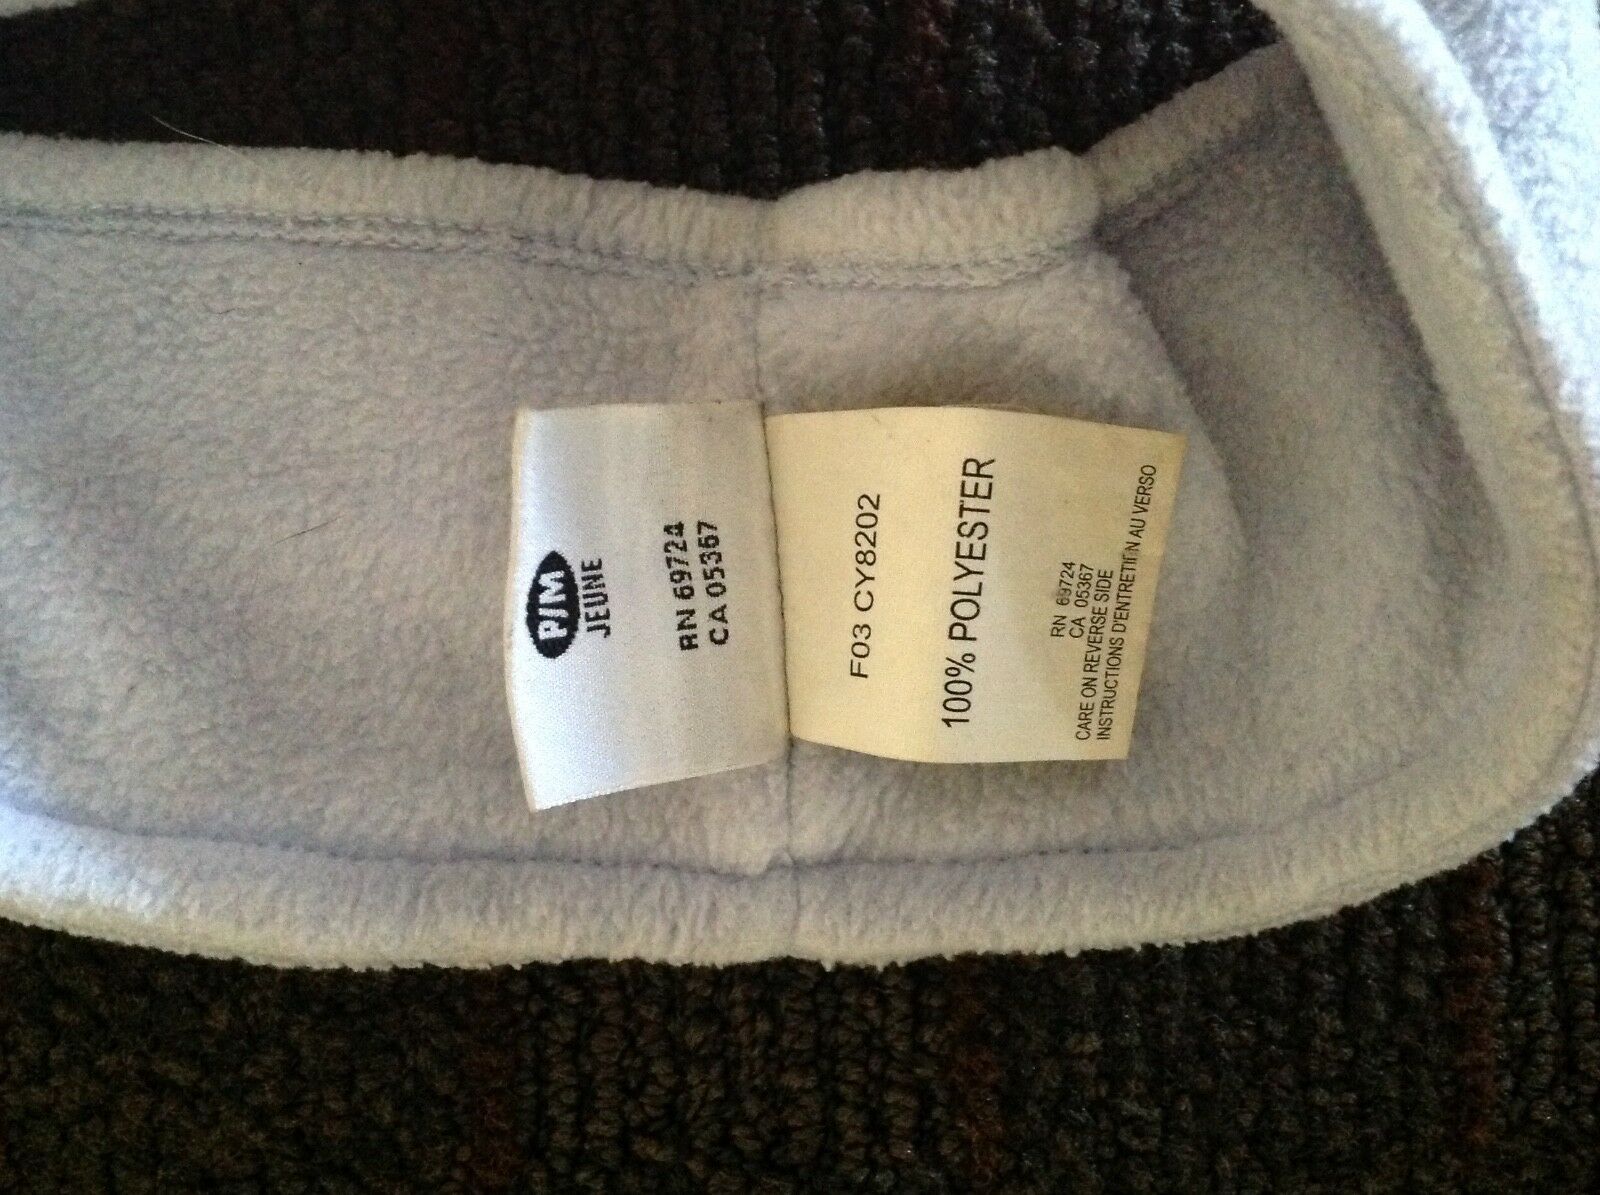 P/M
JEUNE
RN 69724
CA 05367
F03 CY8202
100% POLYESTER
RN 69724
CA 05367
CARE ON REVERSE SIDE
INSTRUCTIONS D'ENTRETIEN AU VERSO